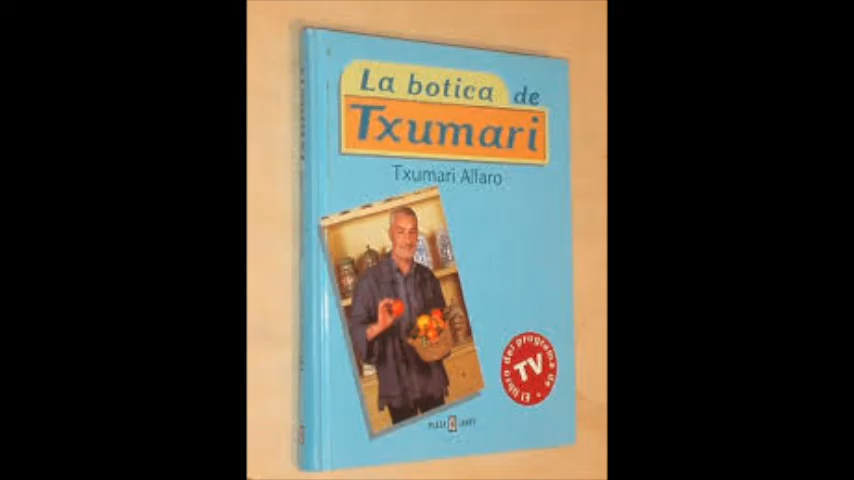 La botica de
Txumari
Txumari Alfaro
El libro del programa de
TV
PLAZA JANES